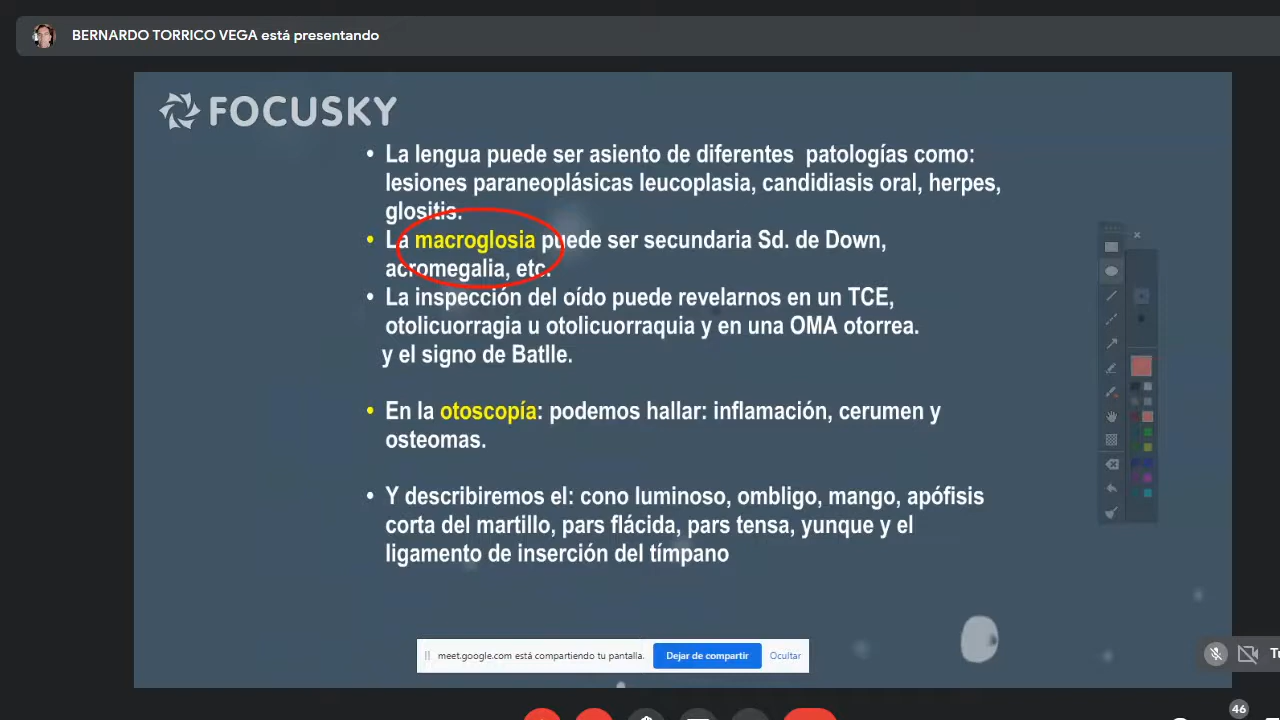 BERNARDO TORRICO VEGA está presentando
FOCUSKY
• La lengua puede ser asiento de diferentes patologías como:
lesiones paraneoplásicas leucoplasia, candidiasis oral, herpes,
glositis.
• La macroglosia puede ser secundaria Sd. de Down,
acromegalia, etc.
• La inspección del oído puede revelarnos en un TCE,
otolicuorragia u otolicuorraquia y en una OMA otorrea.
y el signo de Batlle.
• En la otoscopía: podemos hallar: inflamación, cerumen y
osteomas.
• Y describiremos el: cono luminoso, ombligo, mango, apófisis
corta del martillo, pars flácida, pars tensa, yunque y el
ligamento de inserción del tímpano
meet.google.com está compartiendo tu pantalla. Dejar de compartir Ocultar
46